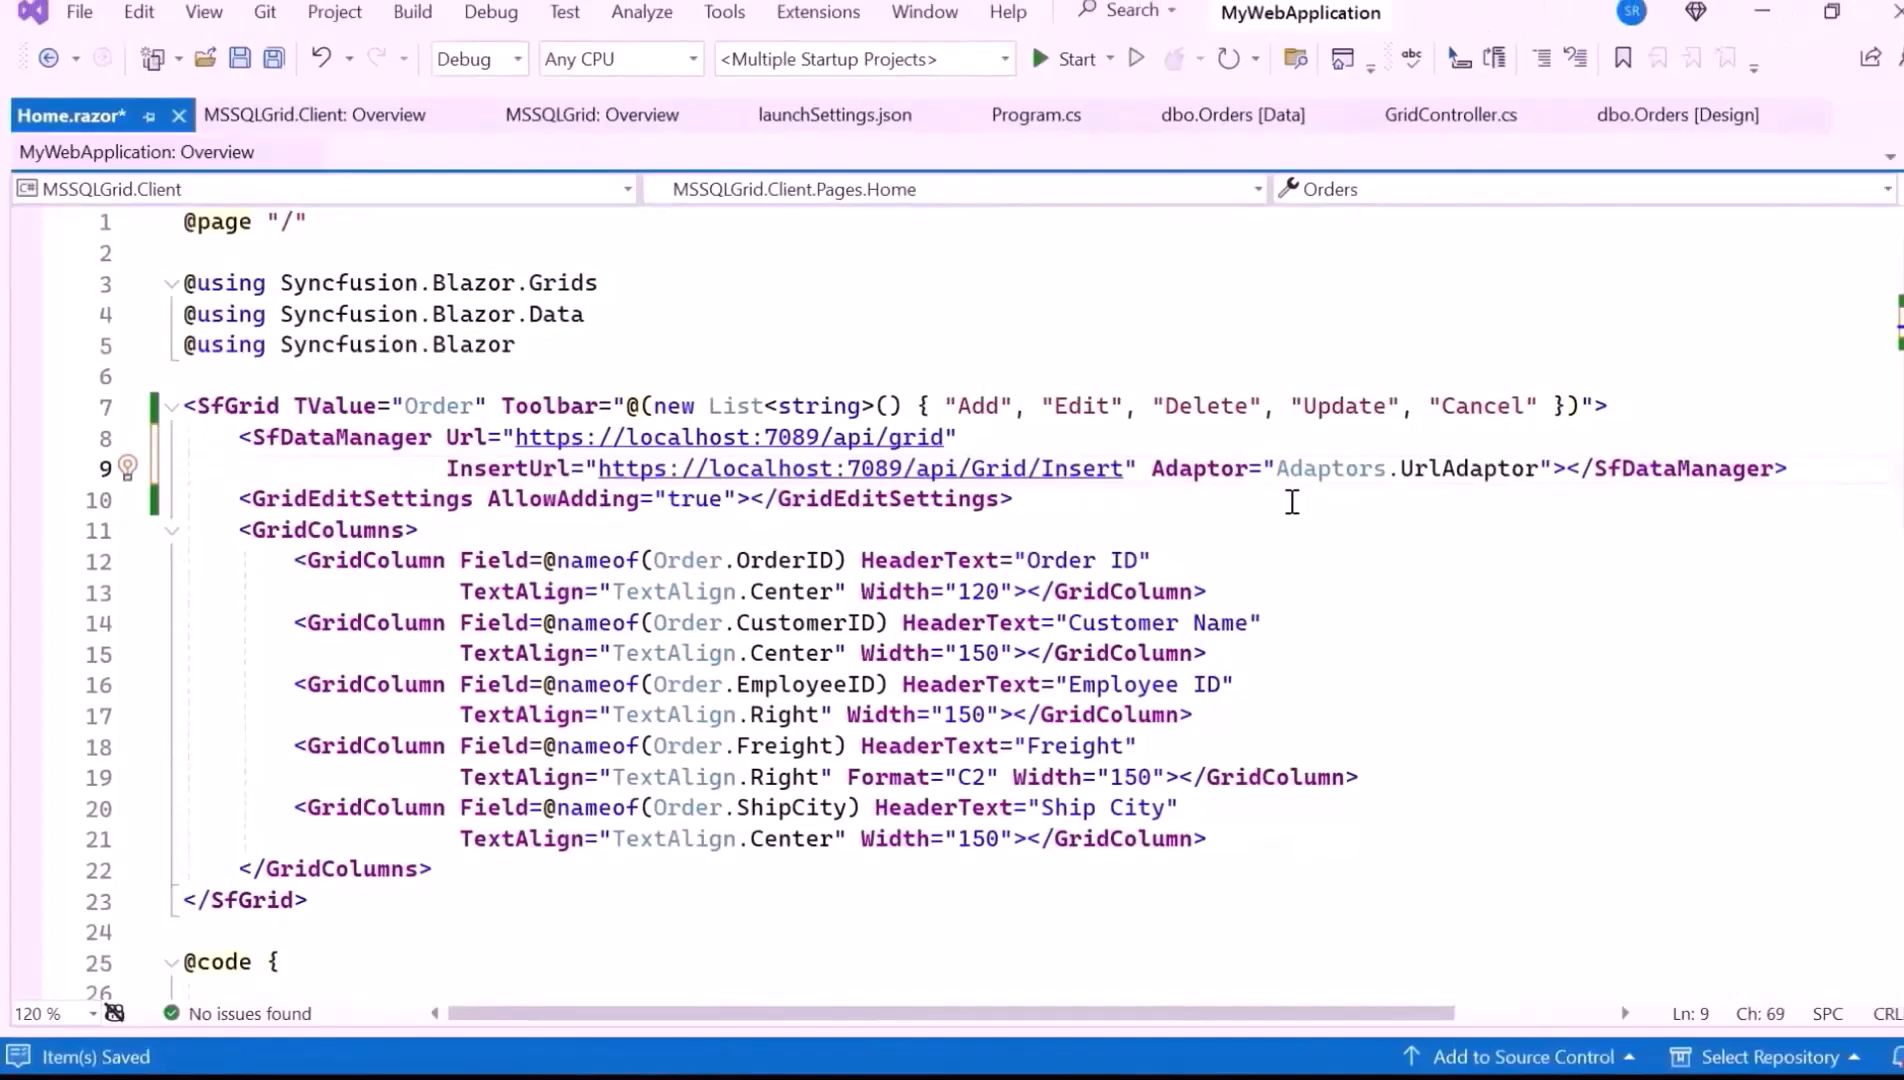 File Edit View Git Project Build Debug Test Analyze Tools Extensions Window Help Search MyWebApplication SR
Debug Any CPU <Multiple Startup Projects> Start abc
Home.razor* MSSQLGrid.Client: Overview MSSQLGrid: Overview launchSettings.json Program.cs dbo.Orders [Data] GridController.cs dbo.Orders [Design]
MyWebApplication: Overview
C# MSSQLGrid.Client MSSQLGrid.Client.Pages.Home Orders
1 @page "/"
2
3 @using Syncfusion.Blazor.Grids
4 @using Syncfusion.Blazor.Data
5 @using Syncfusion.Blazor
6
7 <SfGrid TValue="Order" Toolbar="@(new List<string>() { "Add", "Edit", "Delete", "Update", "Cancel" })">
8 <SfDataManager Url="https://localhost:7089/api/grid"
9 InsertUrl="https://localhost:7089/api/Grid/Insert" Adaptor="Adaptors.UrlAdaptor"></SfDataManager>
10 <GridEditSettings AllowAdding="true"></GridEditSettings>
11 <GridColumns>
12 <GridColumn Field=@nameof(Order.OrderID) HeaderText="Order ID"
13 TextAlign="TextAlign.Center" Width="120"></GridColumn>
14 <GridColumn Field=@nameof(Order.CustomerID) HeaderText="Customer Name"
15 TextAlign="TextAlign.Center" Width="150"></GridColumn>
16 <GridColumn Field=@nameof(Order.EmployeeID) HeaderText="Employee ID"
17 TextAlign="TextAlign.Right" Width="150"></GridColumn>
18 <GridColumn Field=@nameof(Order.Freight) HeaderText="Freight"
19 TextAlign="TextAlign.Right" Format="C2" Width="150"></GridColumn>
20 <GridColumn Field=@nameof(Order.ShipCity) HeaderText="Ship City"
21 TextAlign="TextAlign.Center" Width="150"></GridColumn>
22 </GridColumns>
23 </SfGrid>
24
25 @code {
26
120 % No issues found Ln: 9 Ch: 69 SPC CRL
Item(s) Saved Add to Source Control Select Repository